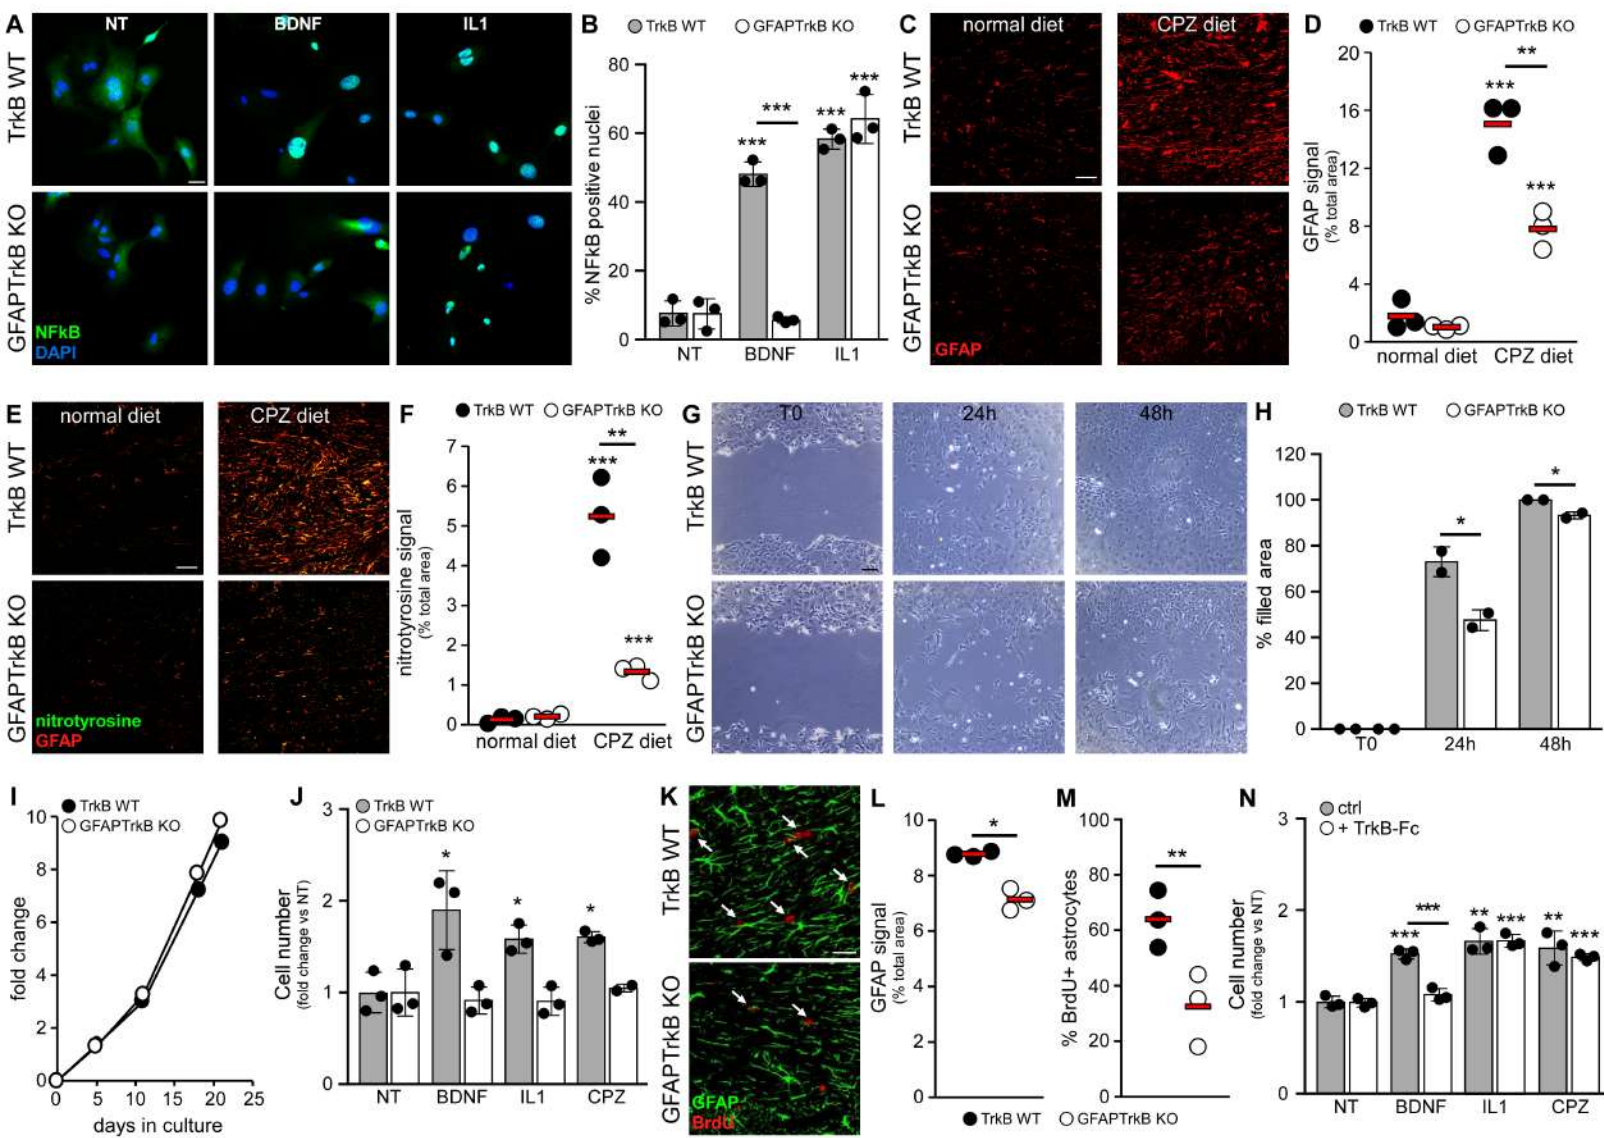 A
NT
BDNF
IL1
TrkB WT
GFAPTrkB KO
NFkB
DAPI
B
TrkB WT
GFAPTrkB KO
% NFkB positive nuclei
80
60
40
20
0
***
***
***
***
NT
BDNF
IL1
C
normal diet
CPZ diet
TrkB WT
GFAPTrkB KO
GFAP
D
TrkB WT
GFAPTrkB KO
GFAP signal
(% total area)
20
16
12
8
4
0
**
***
***
normal diet
CPZ diet
E
normal diet
CPZ diet
TrkB WT
GFAPTrkB KO
nitrotyrosine
GFAP
F
TrkB WT
GFAPTrkB KO
nitrotyrosine signal
(% total area)
7
6
5
4
3
2
1
0
**
***
***
normal diet
CPZ diet
G
T0
24h
48h
TrkB WT
GFAPTrkB KO
H
TrkB WT
GFAPTrkB KO
% filled area
120
100
80
60
40
20
0
*
*
T0
24h
48h
I
TrkB WT
GFAPTrkB KO
fold change
10
8
6
4
2
0
0
5
10
15
20
25
days in culture
J
TrkB WT
GFAPTrkB KO
Cell number
(fold change vs NT)
3
2
1
0
*
*
*
NT
BDNF
IL1
CPZ
K
TrkB WT
GFAPTrkB KO
GFAP
BrdU
L
GFAP signal
(% total area)
10
8
6
4
2
0
*
M
% BrdU+ astrocytes
100
80
60
40
20
0
**
TrkB WT
GFAPTrkB KO
N
ctrl
+ TrkB-Fc
Cell number
(fold change vs NT)
3
2
1
0
***
***
**
***
**
***
NT
BDNF
IL1
CPZ